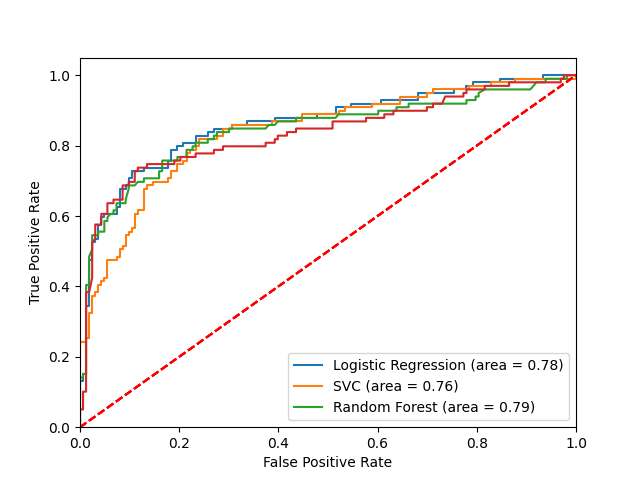 1.0
0.8
0.6
0.4
0.2
0.0
True Positive Rate
Logistic Regression (area = 0.78)
SVC (area = 0.76)
Random Forest (area = 0.79)
0.0 0.2 0.4 0.6 0.8 1.0
False Positive Rate